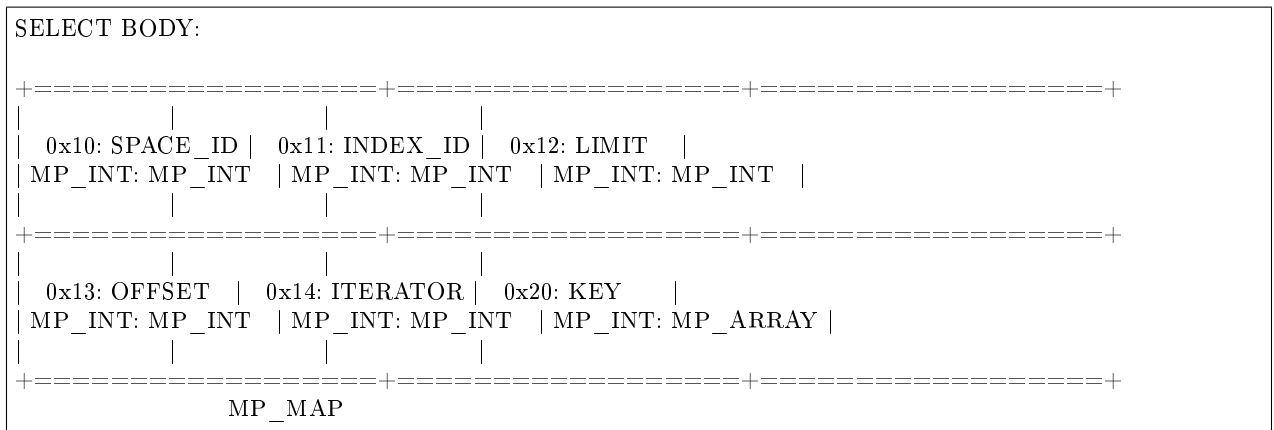 SELECT BODY:
+==================+==================+==================+
| | | |
| 0x10: SPACE_ID | 0x11: INDEX_ID | 0x12: LIMIT |
| MP_INT: MP_INT | MP_INT: MP_INT | MP_INT: MP_INT |
| | | |
+==================+==================+==================+
| | | |
| 0x13: OFFSET | 0x14: ITERATOR | 0x20: KEY |
| MP_INT: MP_INT | MP_INT: MP_INT | MP_INT: MP_ARRAY |
| | | |
+==================+==================+==================+
MP_MAP